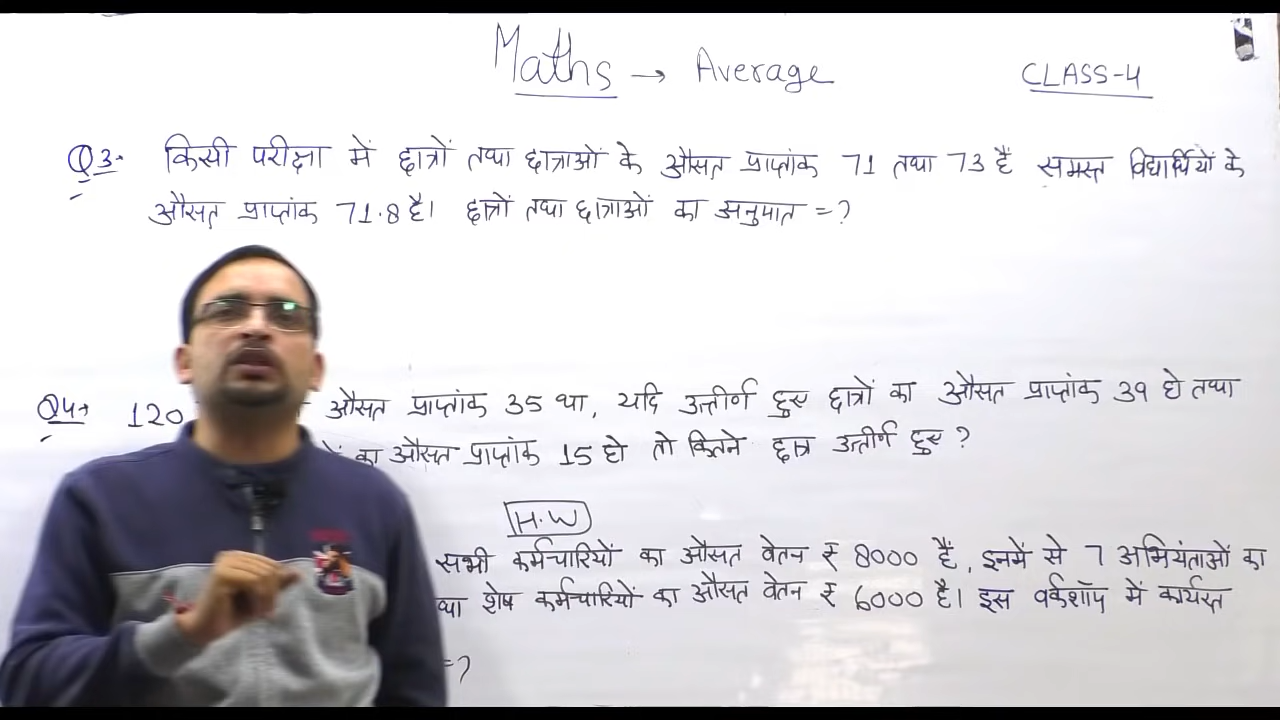 Maths → Average
CLASS-4
Q3. किसी परीक्षा में छात्रों तथा छात्राओं के औसत प्राप्तांक 71 तथा 73 हैं समस्त विद्यार्थियों के
औसत प्राप्तांक 71.8 है। छात्रों तथा छात्राओं का अनुपात = ?
Q4→ 120 औसत प्राप्तांक 35 था, यदि उत्तीर्ण हुए छात्रों का औसत प्राप्तांक 39 हो तथा
का औसत प्राप्तांक 15 हो तो कितने छात्र उत्तीर्ण हुए ?
H.W
सभी कर्मचारियों का औसत वेतन ₹ 8000 हैं, इनमें से 7 अभियंताओं का
शेष कर्मचारियों का औसत वेतन ₹ 6000 है। इस वर्कशॉप में कार्यरत
= ?